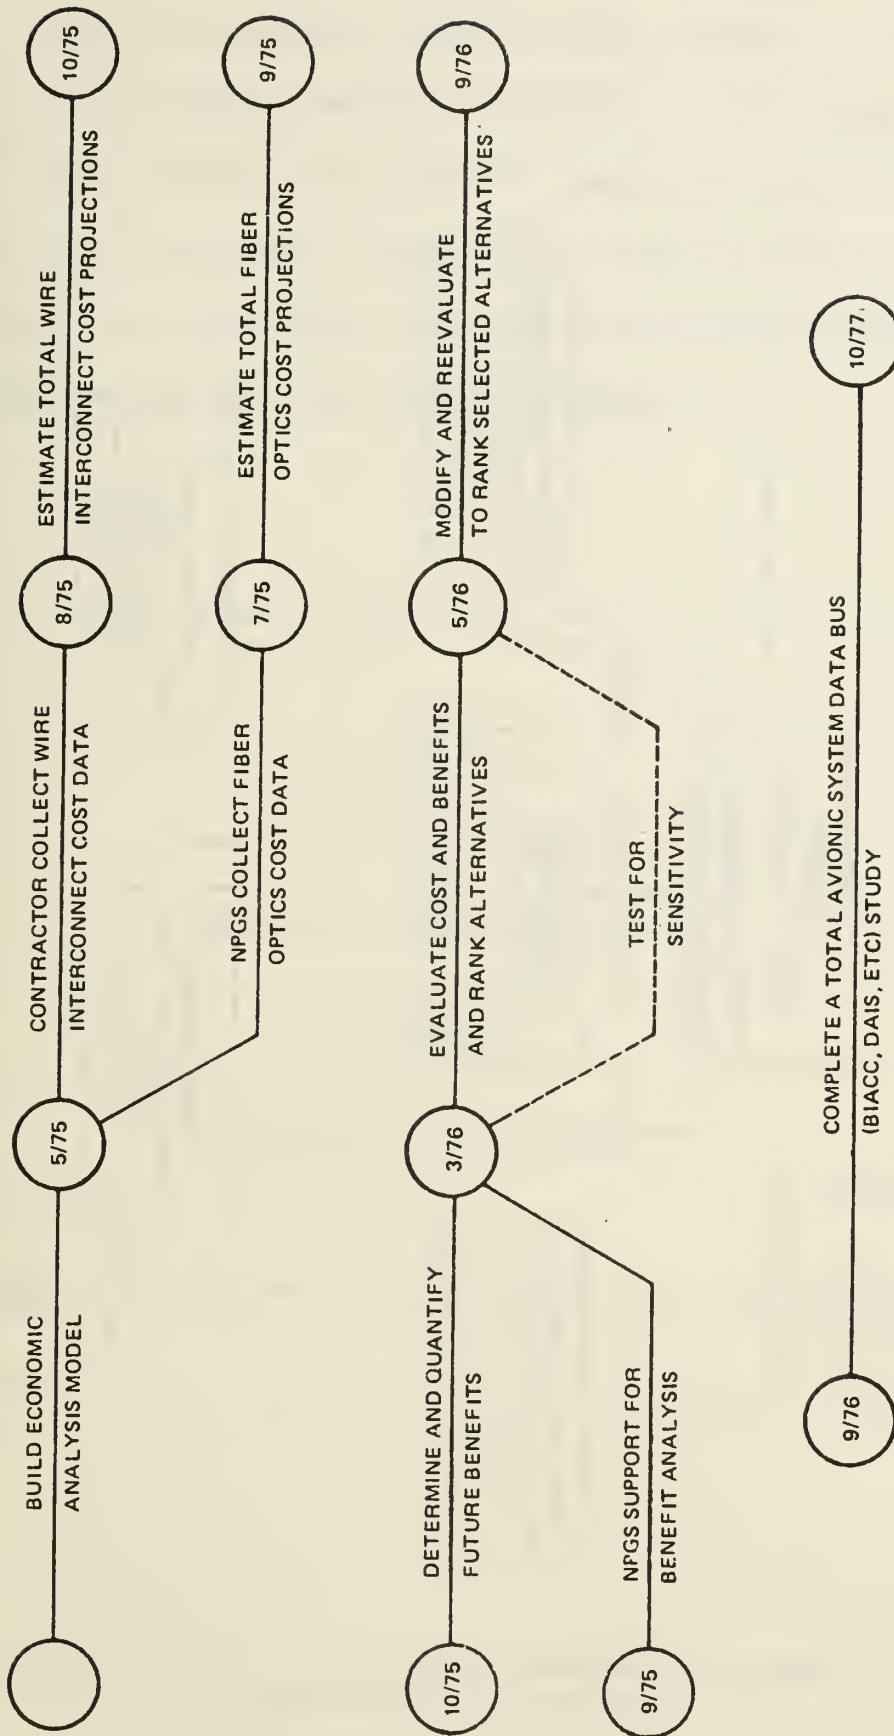 BUILD ECONOMIC
ANALYSIS MODEL
5/75
CONTRACTOR COLLECT WIRE
INTERCONNECT COST DATA
8/75
ESTIMATE TOTAL WIRE
INTERCONNECT COST PROJECTIONS
10/75
NPGS COLLECT FIBER
OPTICS COST DATA
7/75
ESTIMATE TOTAL FIBER
OPTICS COST PROJECTIONS
9/75
10/75
DETERMINE AND QUANTIFY
FUTURE BENEFITS
3/76
EVALUATE COST AND BENEFITS
AND RANK ALTERNATIVES
5/76
MODIFY AND REEVALUATE
TO RANK SELECTED ALTERNATIVES
9/76
9/75
NPGS SUPPORT FOR
BENEFIT ANALYSIS
TEST FOR
SENSITIVITY
9/76
COMPLETE A TOTAL AVIONIC SYSTEM DATA BUS
(BIACC, DAIS, ETC) STUDY
10/77